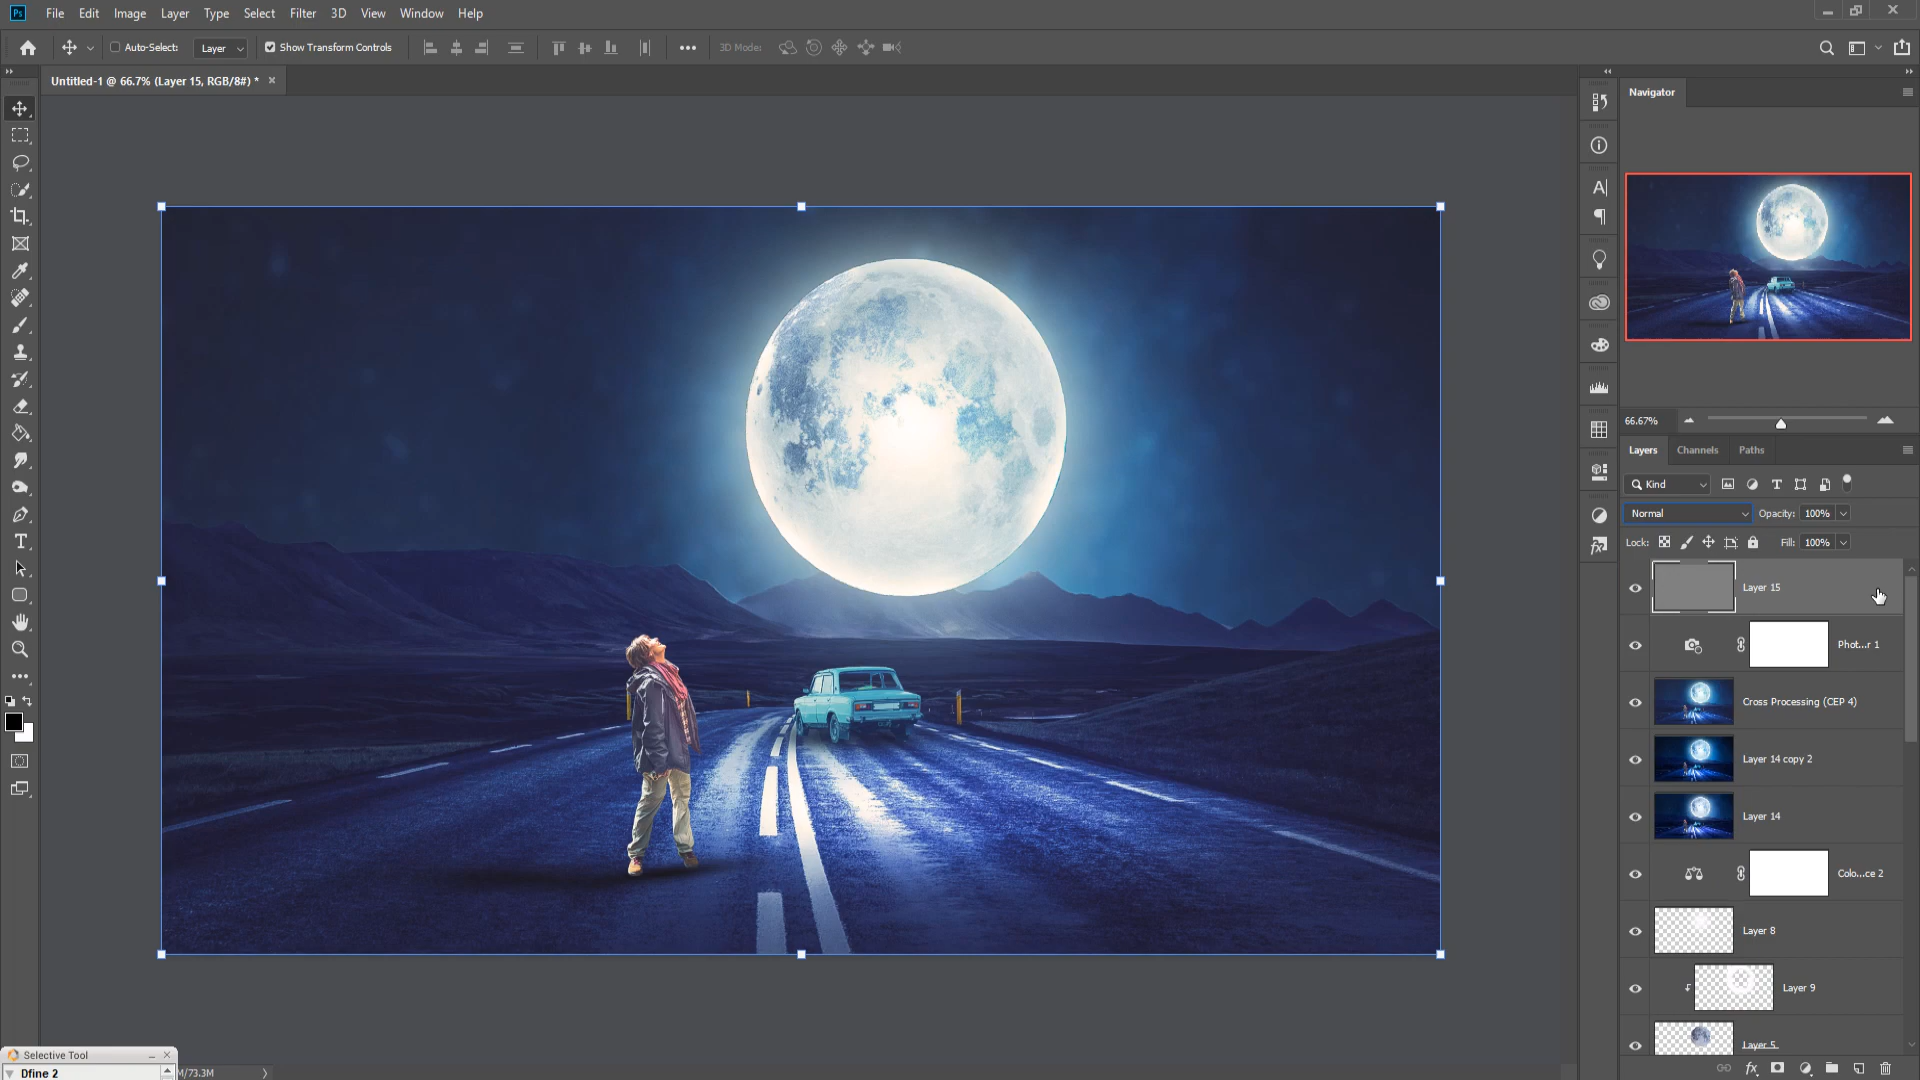 Ps File Edit Image Layer Type Select Filter 3D View Window Help
Auto-Select: Layer Show Transform Controls 3D Mode:
Untitled-1 @ 66.7% (Layer 15, RGB/8#) *
Navigator
66.67%
Layers Channels Paths
Kind
Normal Opacity: 100%
Lock: Fill: 100%
Layer 15
Phot...r 1
Cross Processing (CEP 4)
Layer 14 copy 2
Layer 14
Colo...ce 2
Layer 8
Layer 9
Layer 5
Selective Tool
Dfine 2
M/73.3M